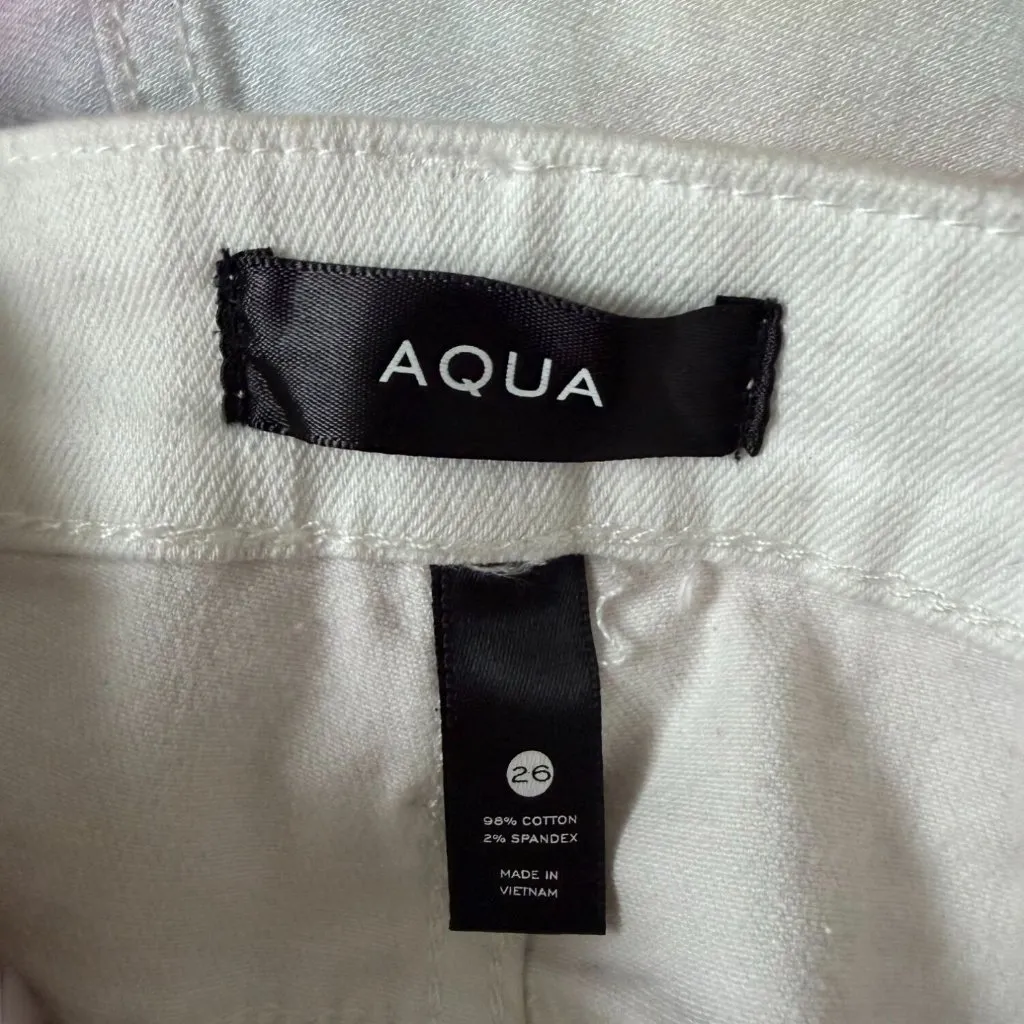 AQUA
26
98% COTTON
2% SPANDEX
MADE IN
VIETNAM